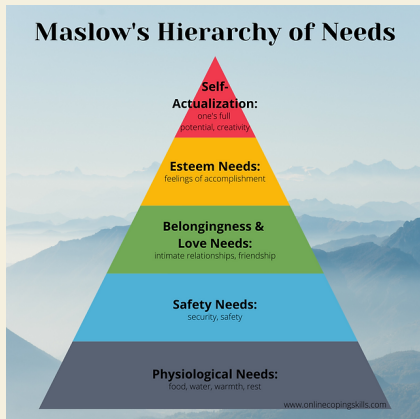 Maslow's Hierarchy of Needs
Self-
Actualization:
one's full
potential, creativity
Esteem Needs:
feelings of accomplishment
Belongingness &
Love Needs:
intimate relationships, friendship
Safety Needs:
security, safety
Physiological Needs:
food, water, warmth, rest
www.onlinecopingskills.com